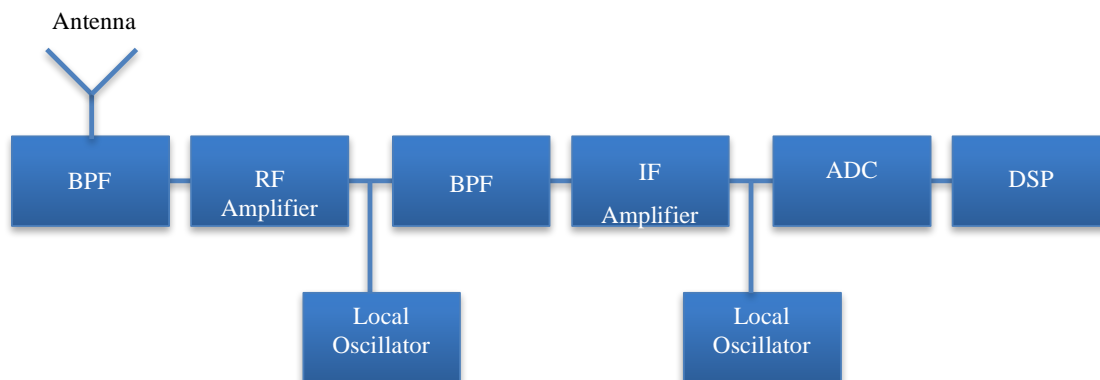 Antenna
BPF
RF
Amplifier
BPF
IF
Amplifier
ADC
DSP
Local
Oscillator
Local
Oscillator